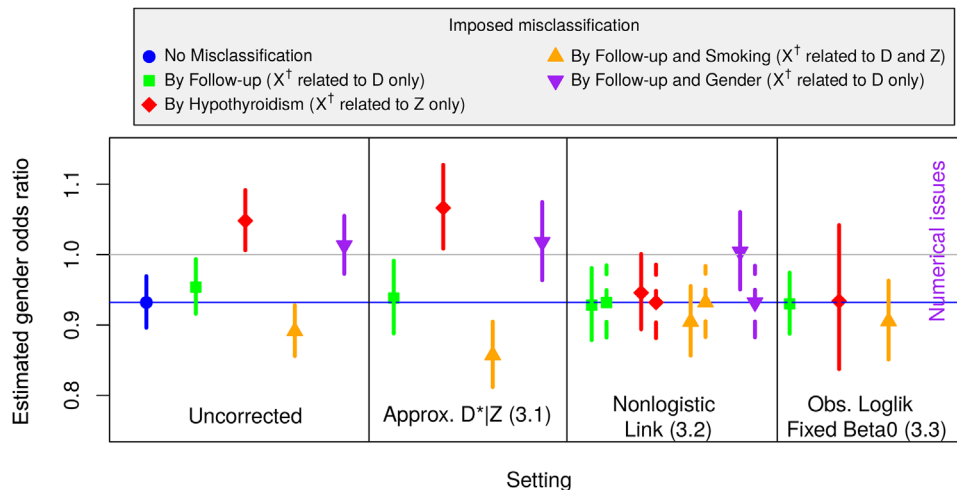 Imposed misclassification
No Misclassification
By Follow-up (X† related to D only)
By Hypothyroidism (X† related to Z only)
By Follow-up and Smoking (X† related to D and Z)
By Follow-up and Gender (X† related to D only)
Estimated gender odds ratio
1.1
1.0
0.9
0.8
Numerical issues
Uncorrected
Approx. D*|Z (3.1)
Nonlogistic
Link (3.2)
Obs. Loglik
Fixed Beta0 (3.3)
Setting